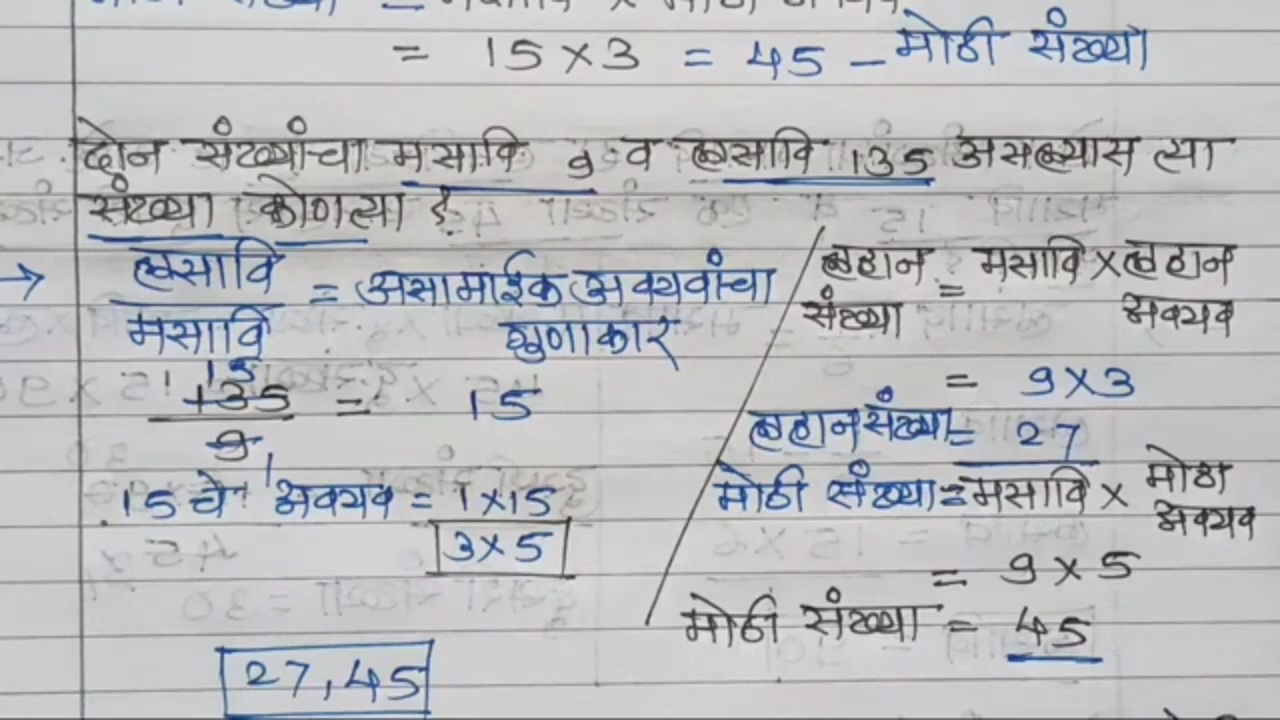 = 15 × 3 = 45 – मोठी संख्या
दोन संख्यांचा मसावि 9 व लसावि 135 असल्यास त्या
संख्या कोणत्या ?
→ लसावि / मसावि = असामाईक अवयवांचा
गुणाकार
15
135 / 9 = 15
1
15 चे अवयव = 1 × 15
3 × 5
27, 45
लहान संख्या = मसावि × लहान अवयव
= 9 × 3
लहान संख्या = 27
मोठी संख्या = मसावि × मोठा अवयव
= 9 × 5
मोठी संख्या = 45